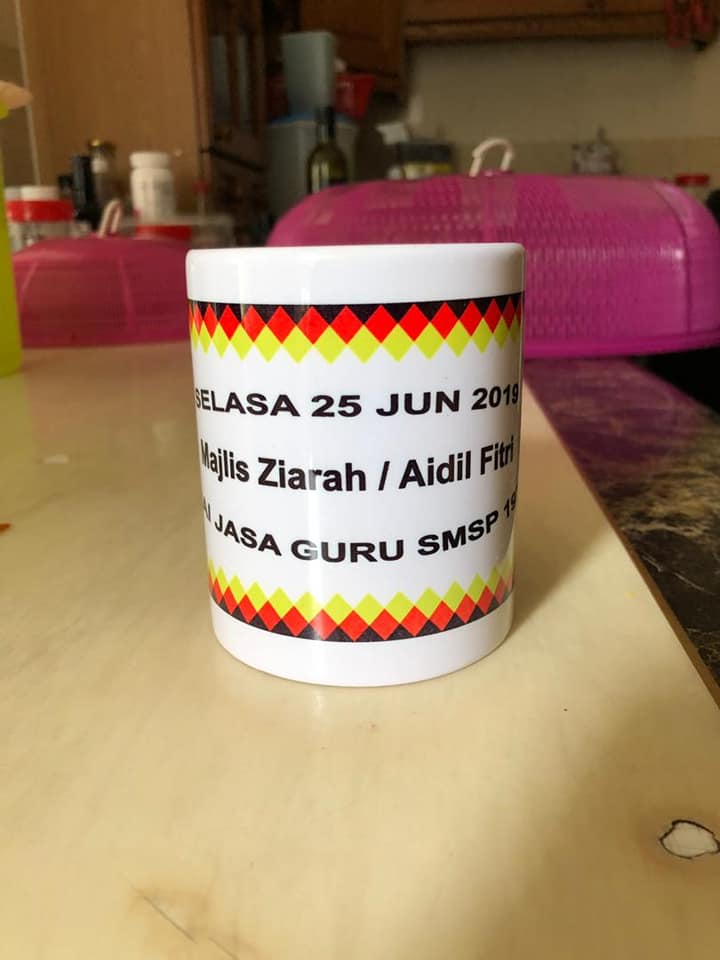 SELASA 25 JUN 2019
Majlis Ziarah / Aidil Fitri
JASA GURU SMSP